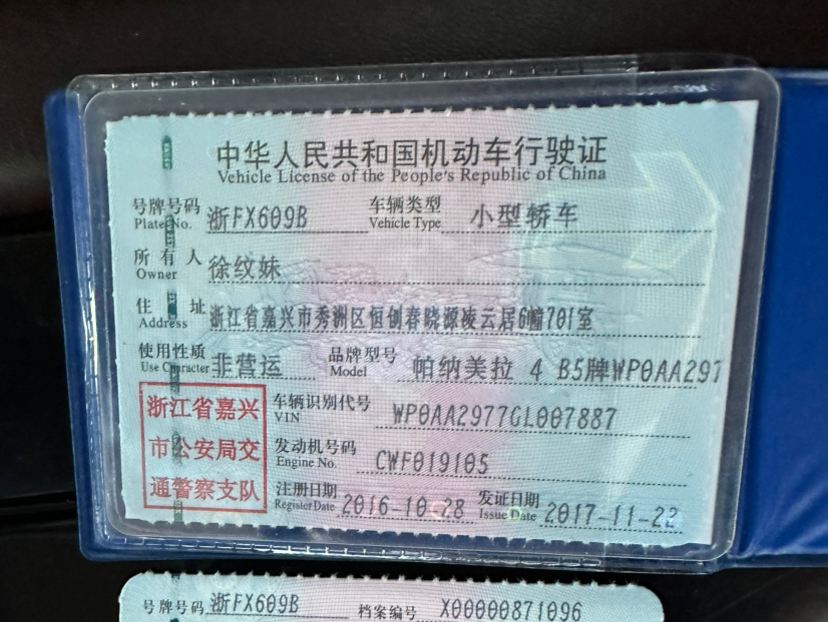 中华人民共和国机动车行驶证
Vehicle License of the People's Republic of China
号牌号码 Plate No. 浙FX609B 车辆类型 Vehicle Type 小型轿车
所有人 Owner 徐纹妹
住址 Address 浙江省嘉兴市秀洲区恒创春晓源凌云居6幢701室
使用性质 Use Character 非营运 品牌型号 Model 帕纳美拉 4 B5牌WP0AA297
浙江省嘉兴
市公安局交
通警察支队
车辆识别代号 VIN WP0AA2977GL007887
发动机号码 Engine No. CWF019105
注册日期 Register Date 2016-10-28 发证日期 Issue Date 2017-11-22
号牌号码 浙FX609B 档案编号 X00000871096